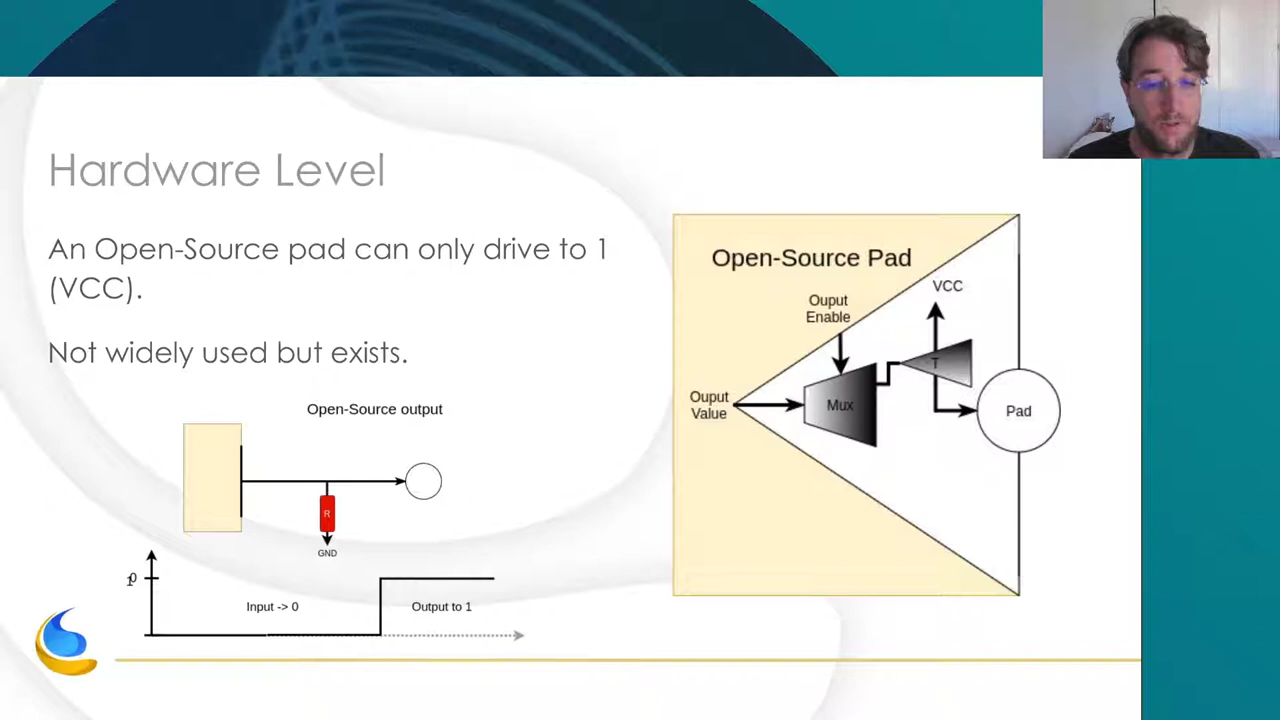 Hardware Level
An Open-Source pad can only drive to 1
(VCC).
Not widely used but exists.
Open-Source output
R
GND
Input -> 0
Output to 1
Open-Source Pad
VCC
Ouput
Enable
T
Ouput
Value
Mux
Pad